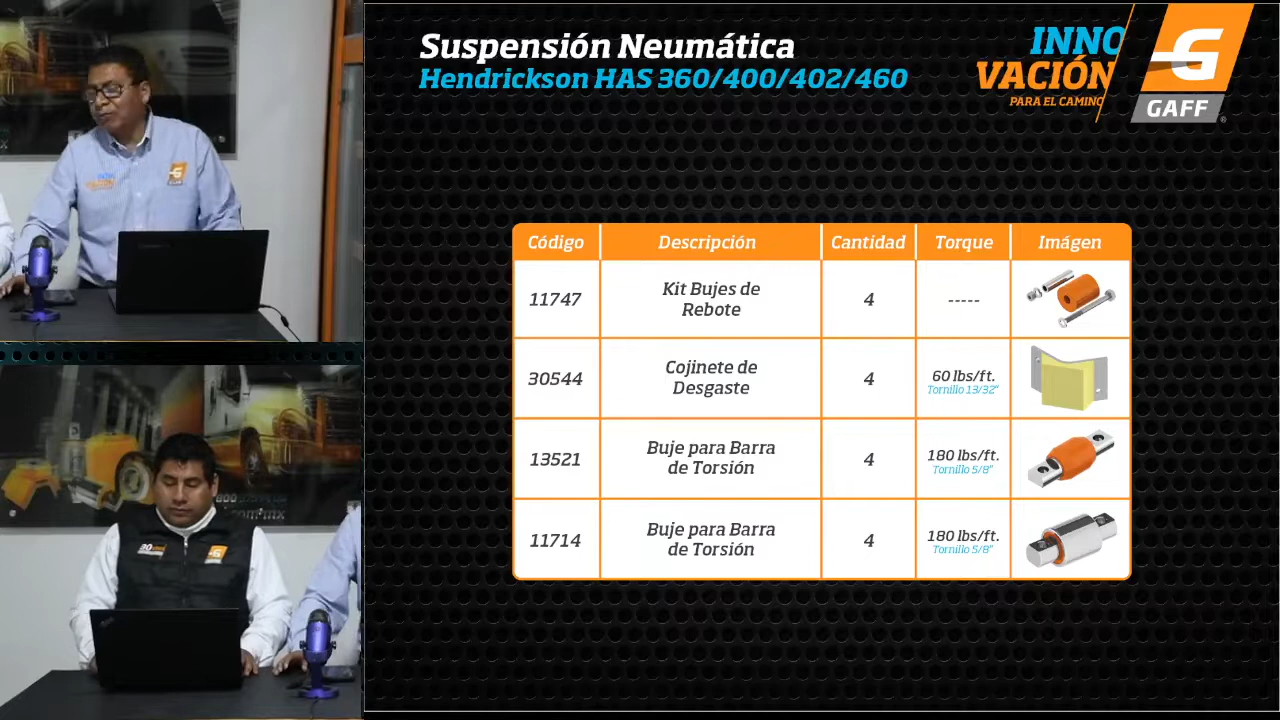 Suspensión Neumática
Hendrickson HAS 360/400/402/460
INNO
VACIÓN
PARA EL CAMINO
G
GAFF
Código Descripción Cantidad Torque Imágen
11747 Kit Bujes de Rebote 4 -----
30544 Cojinete de Desgaste 4 60 lbs/ft.
Tornillo 13/32"
13521 Buje para Barra de Torsión 4 180 lbs/ft.
Tornillo 5/8"
11714 Buje para Barra de Torsión 4 180 lbs/ft.
Tornillo 5/8"